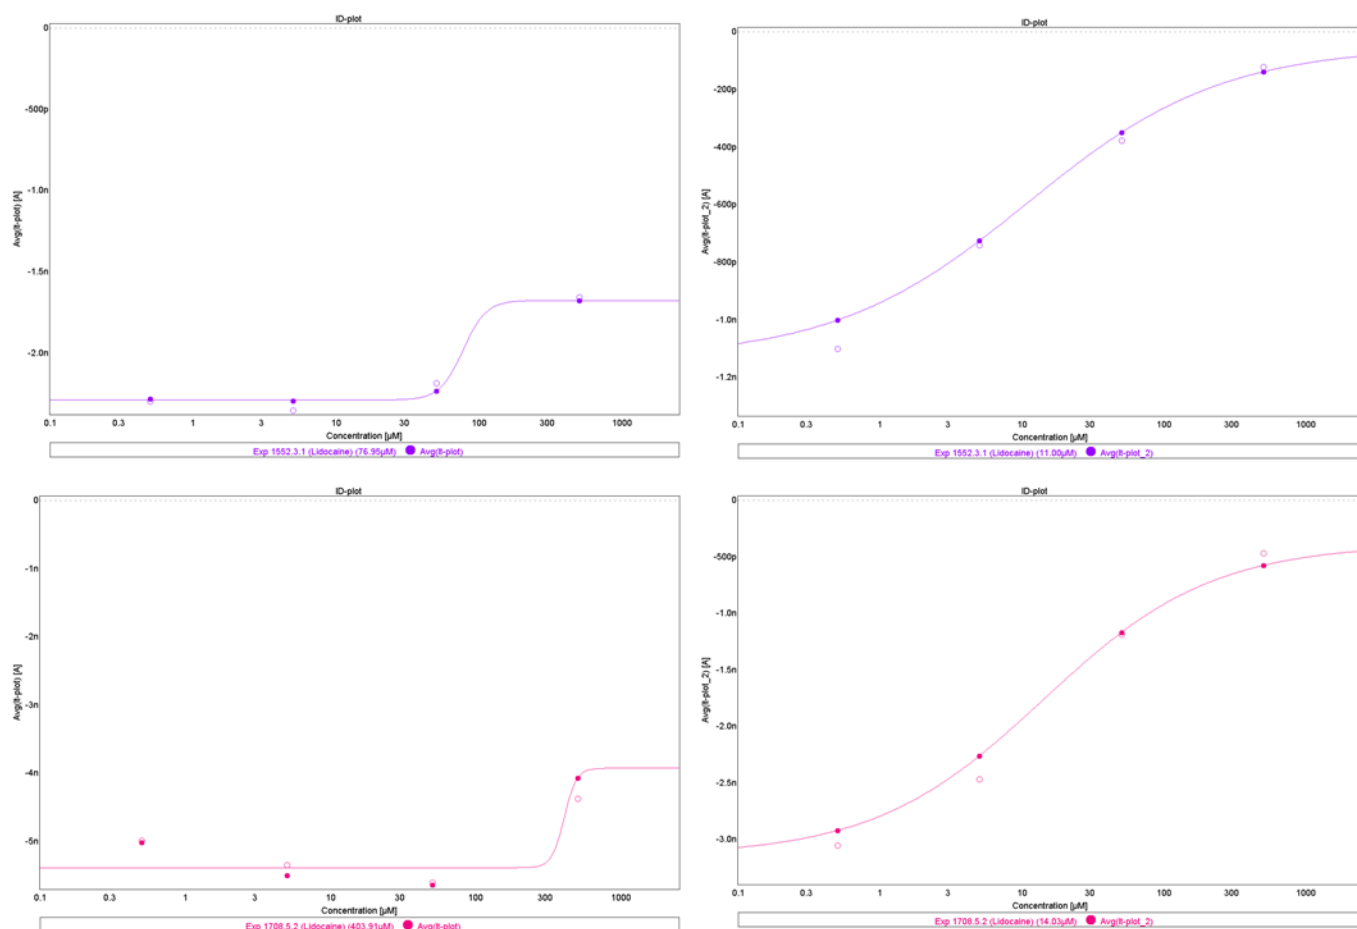 ID-plot
0
-500p
-1.0n
-1.5n
-2.0n
Avg(It-plot) [A]
0.1 0.3 1 3 10 30 100 300 1000
Concentration [µM]
Exp 1552.3.1 (Lidocaine) (76.95µM) Avg(It-plot)
ID-plot
0
-200p
-400p
-600p
-800p
-1.0n
-1.2n
Avg(It-plot_2) [A]
0.1 0.3 1 3 10 30 100 300 1000
Concentration [µM]
Exp 1552.3.1 (Lidocaine) (11.00µM) Avg(It-plot_2)
ID-plot
0
-1n
-2n
-3n
-4n
-5n
Avg(It-plot) [A]
0.1 0.3 1 3 10 30 100 300 1000
Concentration [µM]
Exp 1708.5.2 (Lidocaine) (403.91µM) Avg(It-plot)
ID-plot
0
-500p
-1.0n
-1.5n
-2.0n
-2.5n
-3.0n
Avg(It-plot_2) [A]
0.1 0.3 1 3 10 30 100 300 1000
Concentration [µM]
Exp 1708.5.2 (Lidocaine) (14.03µM) Avg(It-plot_2)